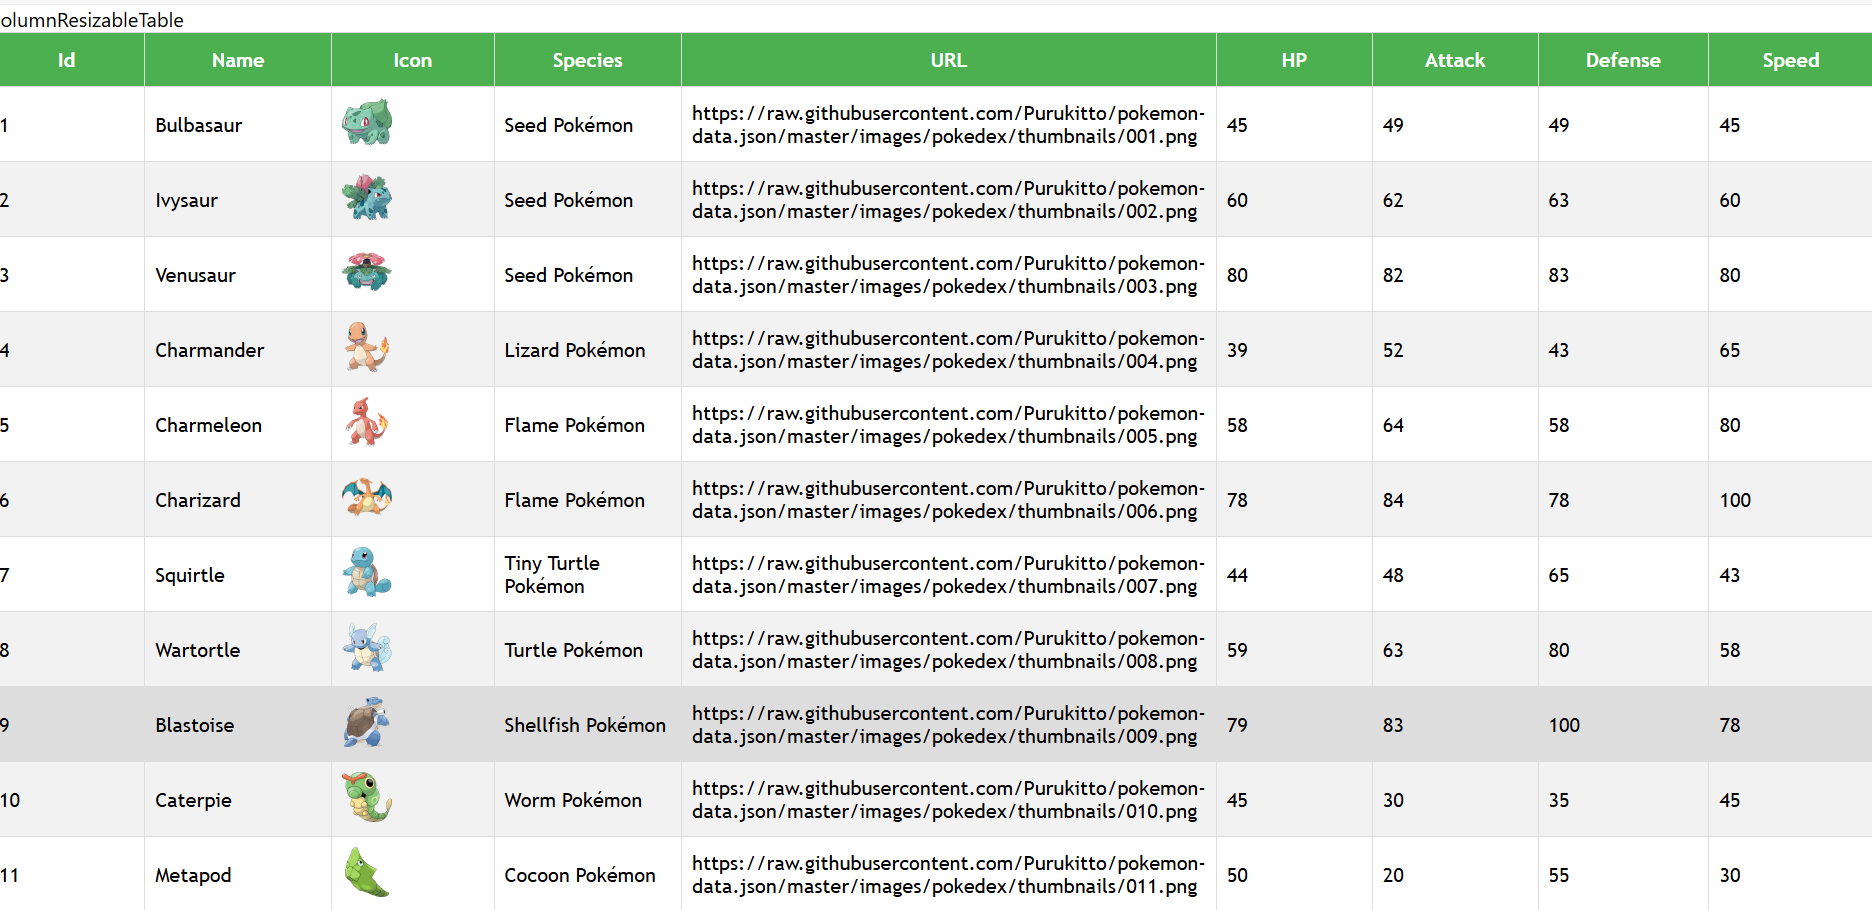 olumnResizableTable
Id Name Icon Species URL HP Attack Defense Speed
1 Bulbasaur Seed Pokémon https://raw.githubusercontent.com/Purukitto/pokemon-
data.json/master/images/pokedex/thumbnails/001.png 45 49 49 45
2 Ivysaur Seed Pokémon https://raw.githubusercontent.com/Purukitto/pokemon-
data.json/master/images/pokedex/thumbnails/002.png 60 62 63 60
3 Venusaur Seed Pokémon https://raw.githubusercontent.com/Purukitto/pokemon-
data.json/master/images/pokedex/thumbnails/003.png 80 82 83 80
4 Charmander Lizard Pokémon https://raw.githubusercontent.com/Purukitto/pokemon-
data.json/master/images/pokedex/thumbnails/004.png 39 52 43 65
5 Charmeleon Flame Pokémon https://raw.githubusercontent.com/Purukitto/pokemon-
data.json/master/images/pokedex/thumbnails/005.png 58 64 58 80
6 Charizard Flame Pokémon https://raw.githubusercontent.com/Purukitto/pokemon-
data.json/master/images/pokedex/thumbnails/006.png 78 84 78 100
7 Squirtle Tiny Turtle
Pokémon https://raw.githubusercontent.com/Purukitto/pokemon-
data.json/master/images/pokedex/thumbnails/007.png 44 48 65 43
8 Wartortle Turtle Pokémon https://raw.githubusercontent.com/Purukitto/pokemon-
data.json/master/images/pokedex/thumbnails/008.png 59 63 80 58
9 Blastoise Shellfish Pokémon https://raw.githubusercontent.com/Purukitto/pokemon-
data.json/master/images/pokedex/thumbnails/009.png 79 83 100 78
10 Caterpie Worm Pokémon https://raw.githubusercontent.com/Purukitto/pokemon-
data.json/master/images/pokedex/thumbnails/010.png 45 30 35 45
11 Metapod Cocoon Pokémon https://raw.githubusercontent.com/Purukitto/pokemon-
data.json/master/images/pokedex/thumbnails/011.png 50 20 55 30